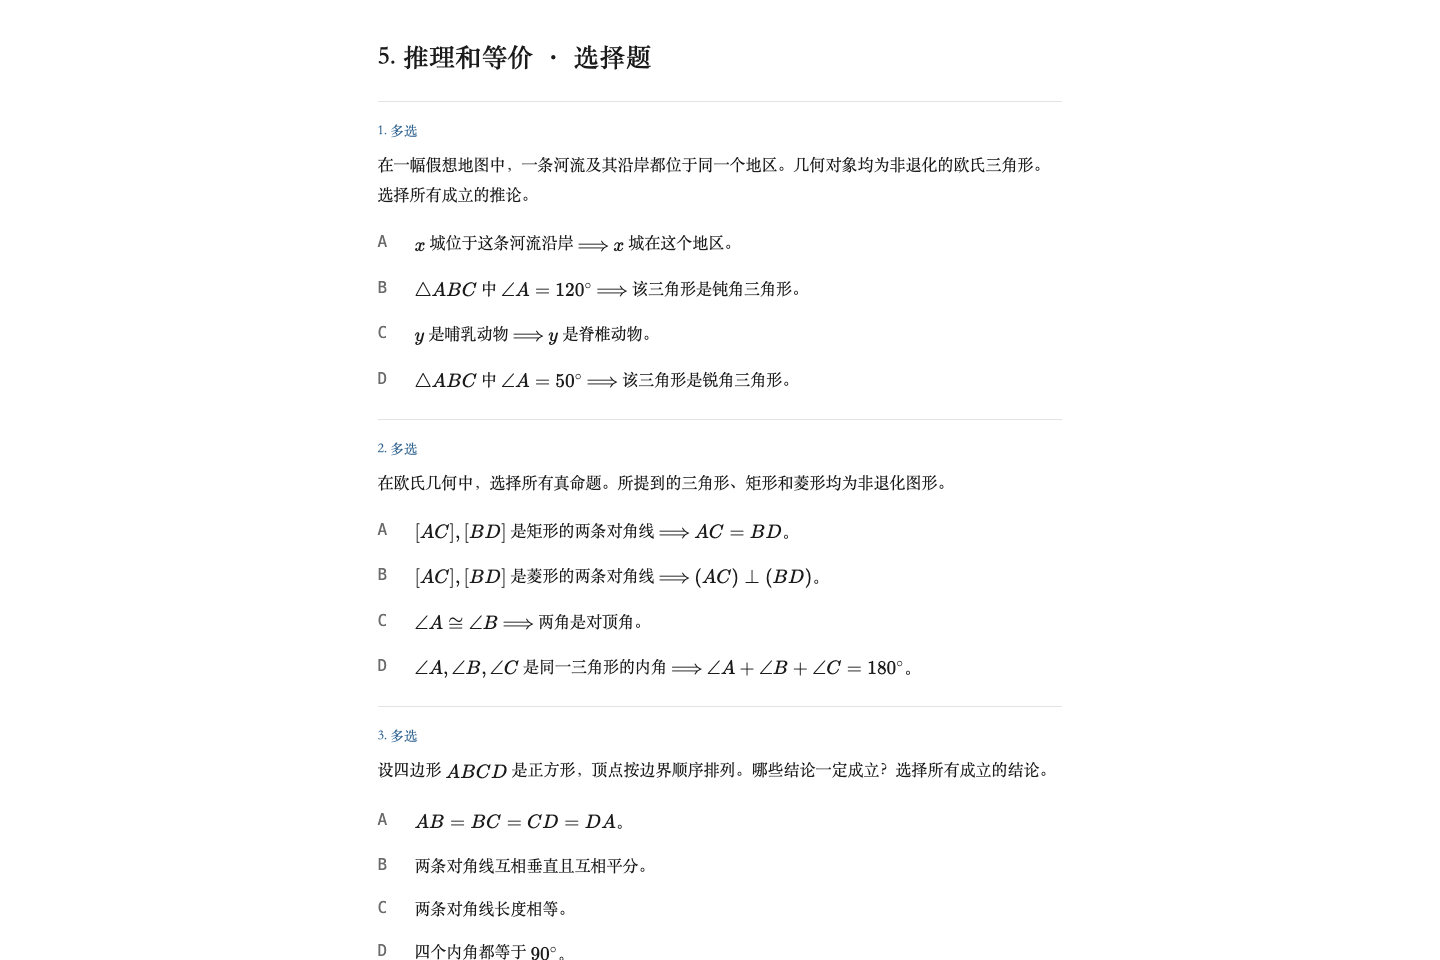 5. 推理和等价 · 选择题
1. 多选
在一幅假想地图中，一条河流及其沿岸都位于同一个地区。几何对象均为非退化的欧氏三角形。
选择所有成立的推论。
A x 城位于这条河流沿岸 ⟹ x 城在这个地区。
B △ABC 中 ∠A = 120° ⟹ 该三角形是钝角三角形。
C y 是哺乳动物 ⟹ y 是脊椎动物。
D △ABC 中 ∠A = 50° ⟹ 该三角形是锐角三角形。
2. 多选
在欧氏几何中，选择所有真命题。所提到的三角形、矩形和菱形均为非退化图形。
A [AC], [BD] 是矩形的两条对角线 ⟹ AC = BD。
B [AC], [BD] 是菱形的两条对角线 ⟹ (AC) ⊥ (BD)。
C ∠A ≅ ∠B ⟹ 两角是对顶角。
D ∠A, ∠B, ∠C 是同一三角形的内角 ⟹ ∠A + ∠B + ∠C = 180°。
3. 多选
设四边形 ABCD 是正方形，顶点按边界顺序排列。哪些结论一定成立？选择所有成立的结论。
A AB = BC = CD = DA。
B 两条对角线互相垂直且互相平分。
C 两条对角线长度相等。
D 四个内角都等于 90°。